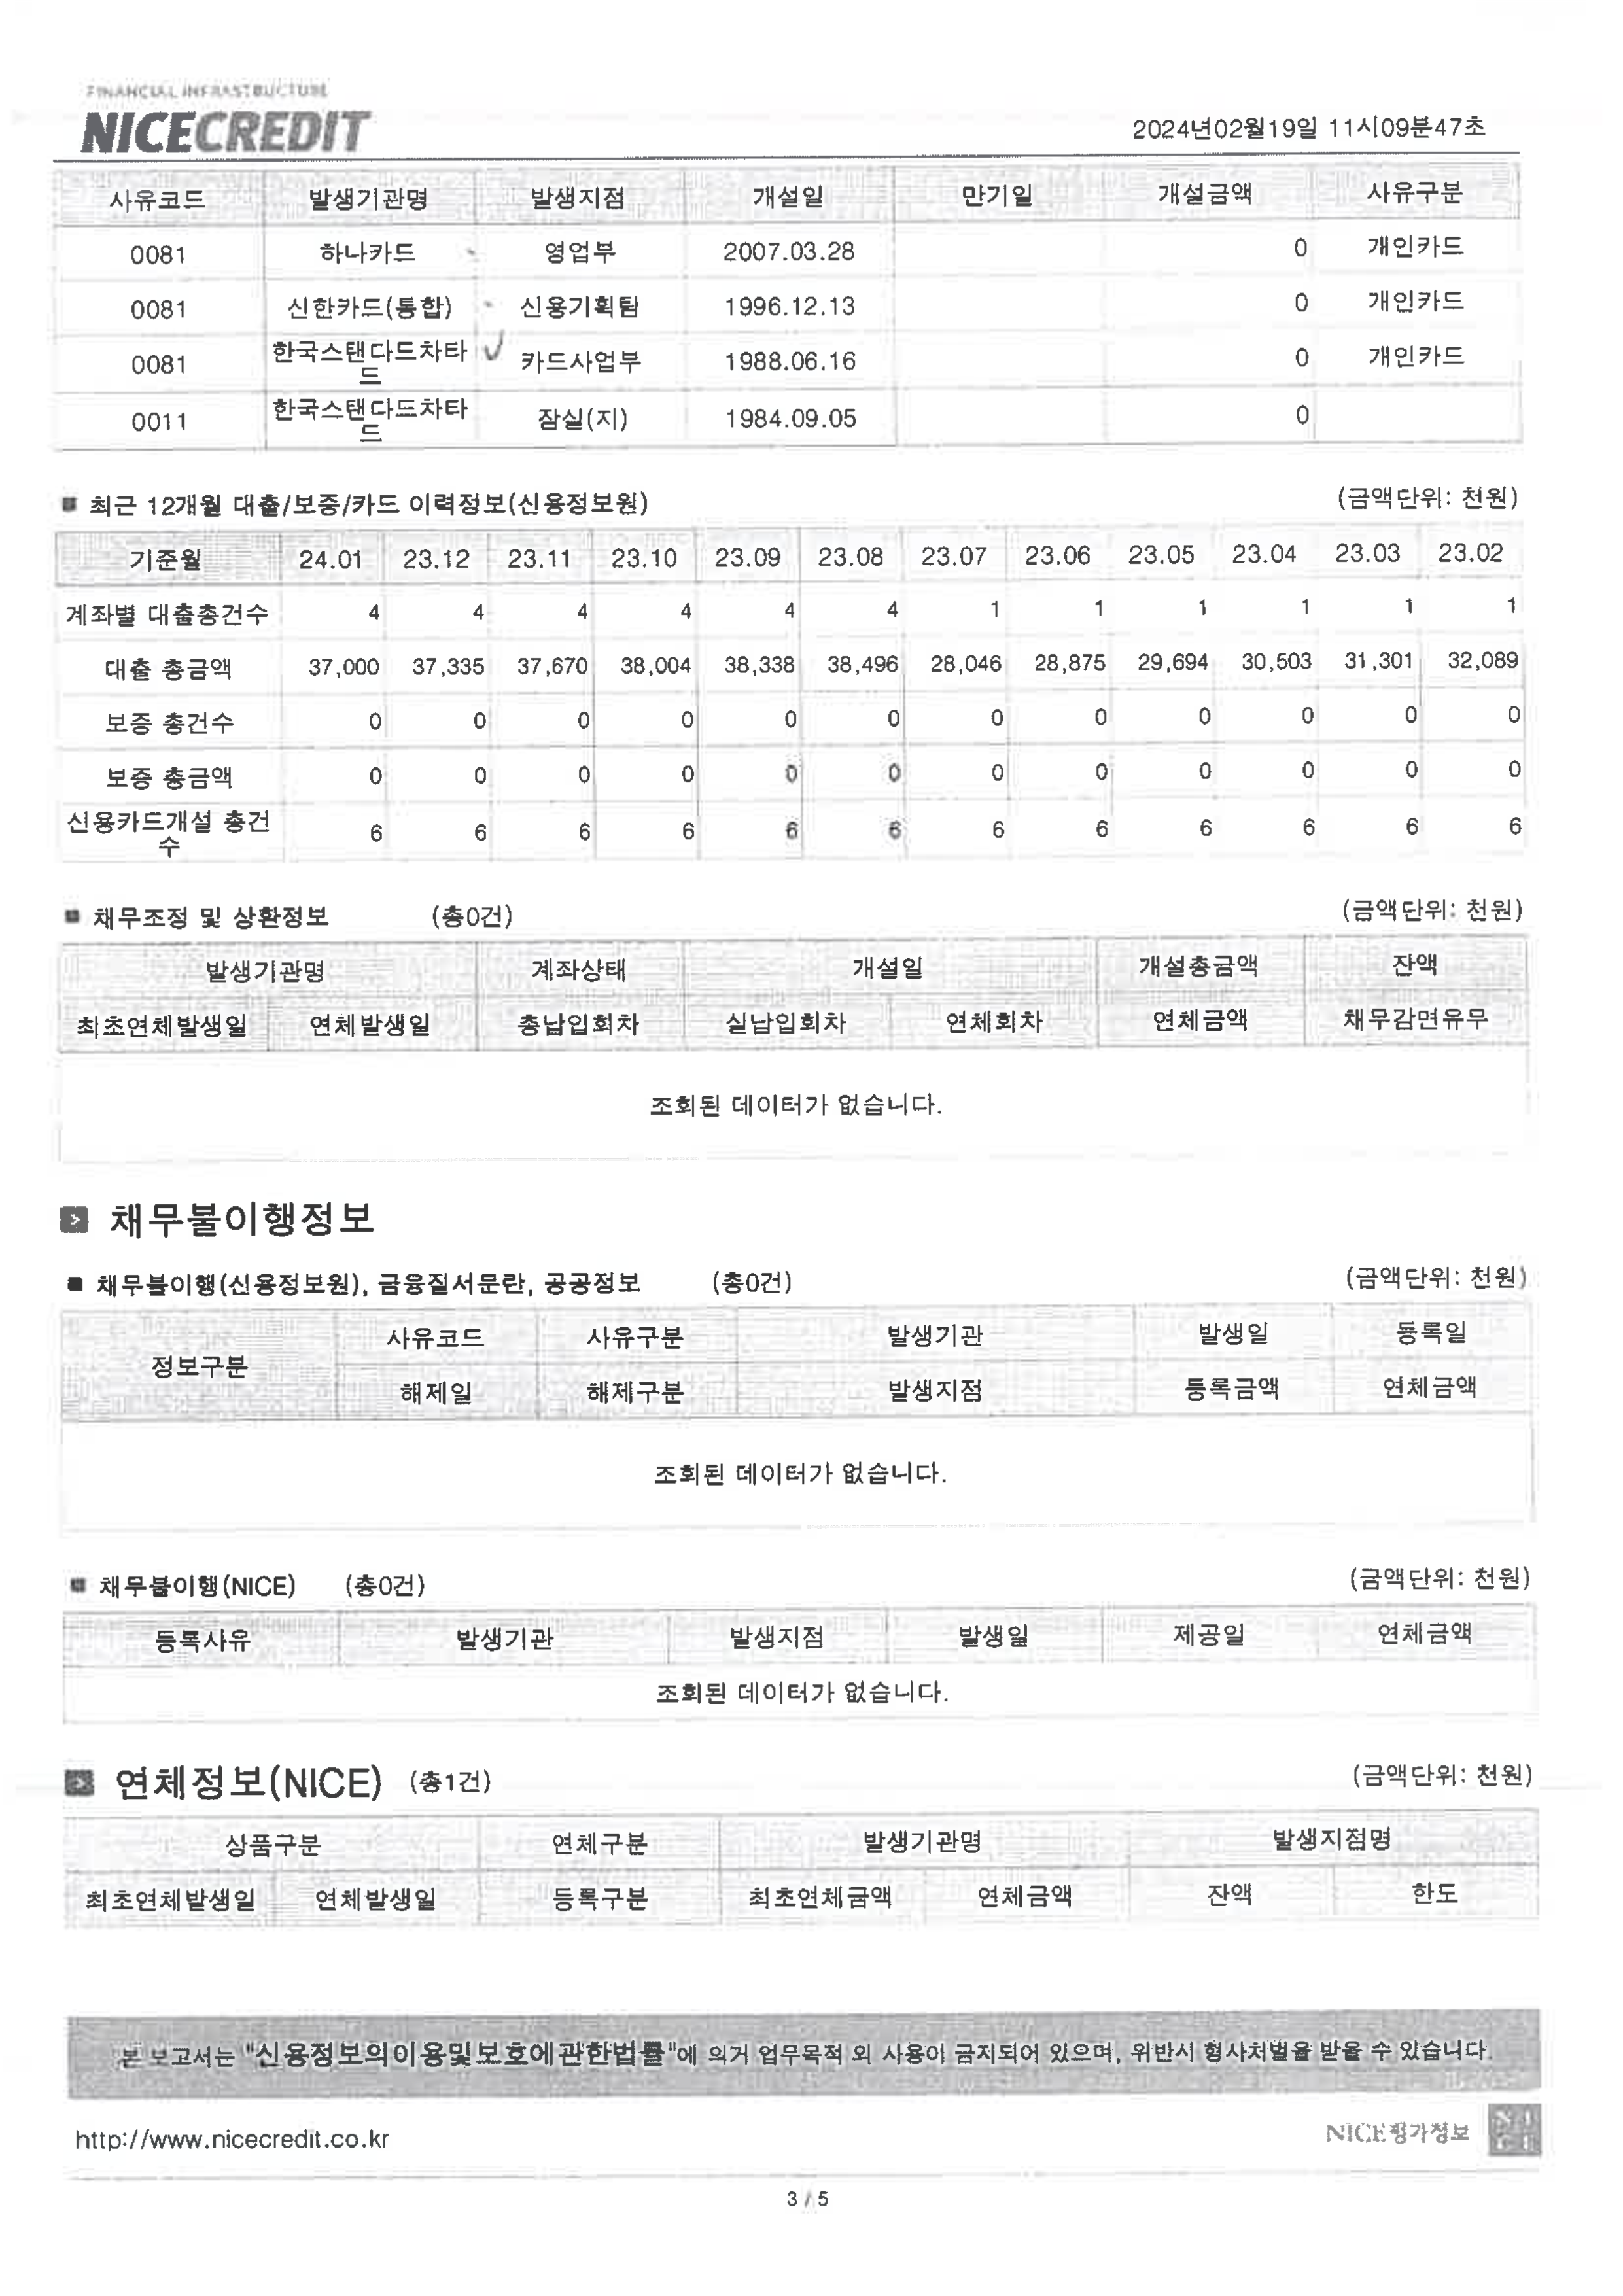 FINANCIAL INFRASTRUCTURE
NICECREDIT
2024년02월19일 11시09분47초
사유코드 발생기관명 발생지점 개설일 만기일 개설금액 사유구분
0081 하나카드 영업부 2007.03.28 0 개인카드
0081 신한카드(통합) 신용기획팀 1996.12.13 0 개인카드
0081 한국스탠다드차타드 카드사업부 1988.06.16 0 개인카드
0011 한국스탠다드차타드 잠실(지) 1984.09.05 0
최근 12개월 대출/보증/카드 이력정보(신용정보원) (금액단위: 천원)
기준월 24.01 23.12 23.11 23.10 23.09 23.08 23.07 23.06 23.05 23.04 23.03 23.02
계좌별 대출총건수 4 4 4 4 4 4 1 1 1 1 1 1
대출 총금액 37,000 37,335 37,670 38,004 38,338 38,496 28,046 28,875 29,694 30,503 31,301 32,089
보증 총건수 0 0 0 0 0 0 0 0 0 0 0 0
보증 총금액 0 0 0 0 0 0 0 0 0 0 0 0
신용카드개설 총건수 6 6 6 6 6 6 6 6 6 6 6 6
채무조정 및 상환정보 (총0건) (금액단위: 천원)
발생기관명 계좌상태 개설일 개설총금액 잔액
최초연체발생일 연체발생일 총납입회차 실납입회차 연체회차 연체금액 채무감면유무
조회된 데이터가 없습니다.
채무불이행정보
채무불이행(신용정보원), 금융질서문란, 공공정보 (총0건) (금액단위: 천원)
정보구분 사유코드 사유구분 발생기관 발생일 등록일
해제일 해제구분 발생지점 등록금액 연체금액
조회된 데이터가 없습니다.
채무불이행(NICE) (총0건) (금액단위: 천원)
등록사유 발생기관 발생지점 발생일 제공일 연체금액
조회된 데이터가 없습니다.
연체정보(NICE) (총1건) (금액단위: 천원)
상품구분 연체구분 발생기관명 발생지점명
최초연체발생일 연체발생일 등록구분 최초연체금액 연체금액 잔액 한도
본 보고서는 "신용정보의이용및보호에관한법률"에 의거 업무목적 외 사용이 금지되어 있으며, 위반시 형사처벌을 받을 수 있습니다.
http://www.nicecredit.co.kr
NICE평가정보
3 / 5